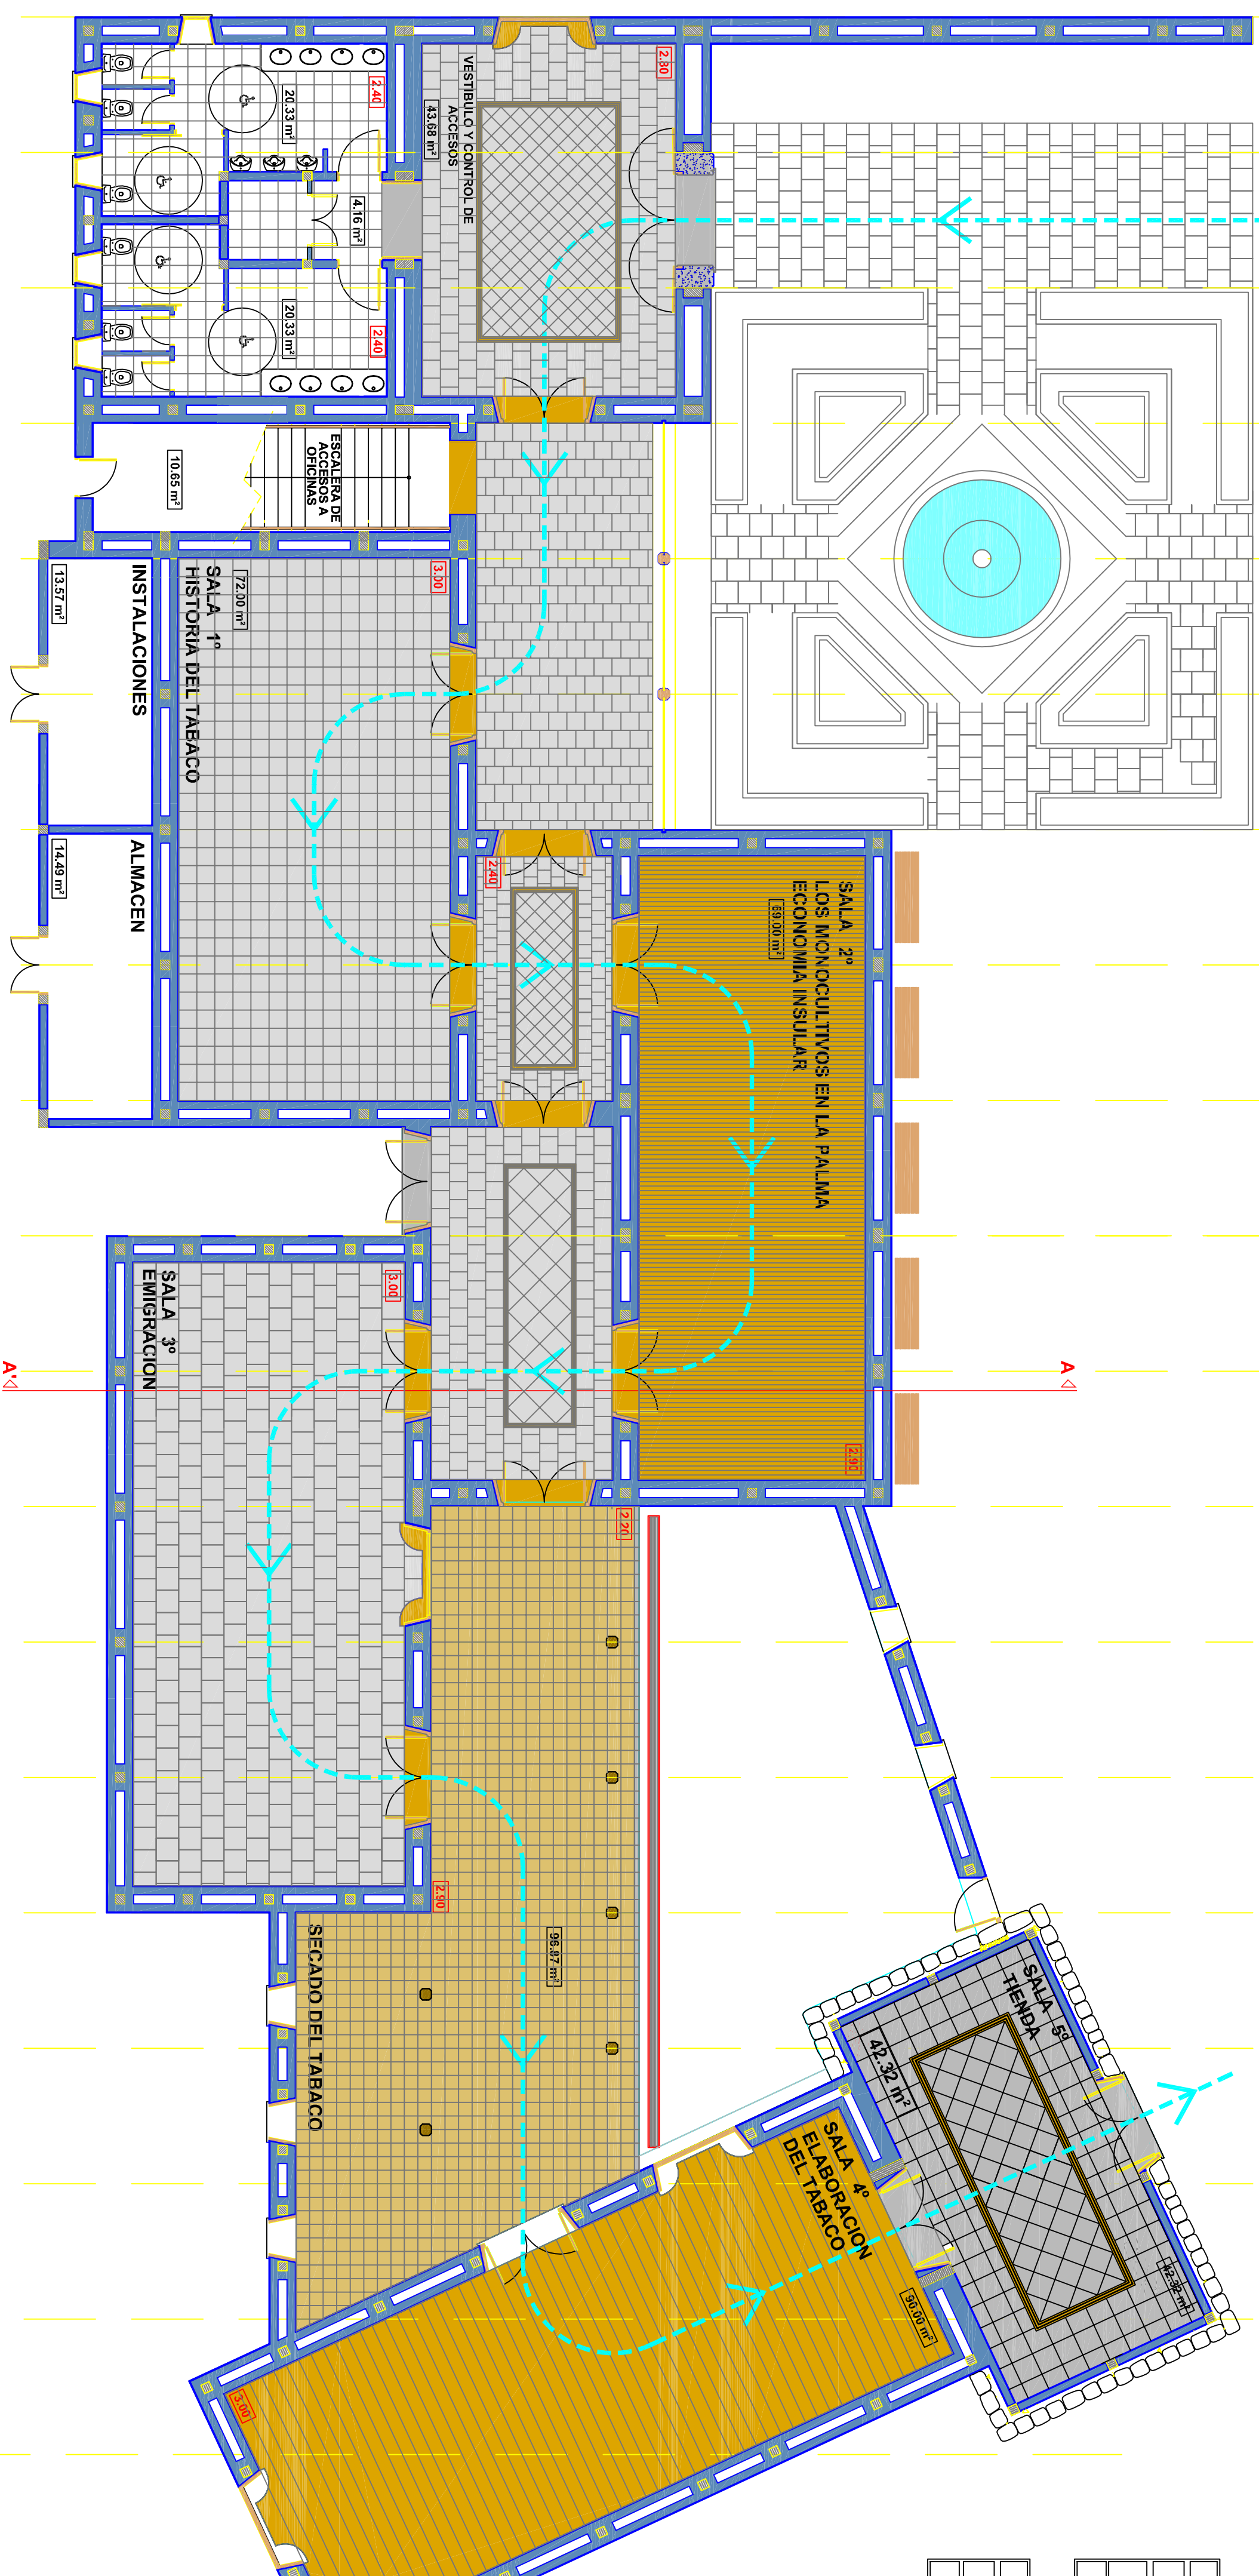 2.80
VESTIBULO Y CONTROL DE
ACCESOS
43.68 m²
2.40
20.33 m²
4.16 m²
2.40
20.33 m²
ESCALERA DE
ACCESOS A
OFICINAS
10.65 m²
3.00
72.00 m²
SALA 1º
HISTORIA DEL TABACO
INSTALACIONES
13.57 m²
ALMACEN
14.49 m²
2.40
SALA 2º
LOS MONOCULTIVOS EN LA PALMA
ECONOMIA INSULAR
69.00 m²
2.90
A
A'
3.00
SALA 3º
EMIGRACION
2.20
2.90
96.87 m²
SECADO DEL TABACO
SALA 5º
TIENDA
42.32 m²
42.32 m²
SALA 4º
ELABORACION
DEL TABACO
90.00 m²
3.00